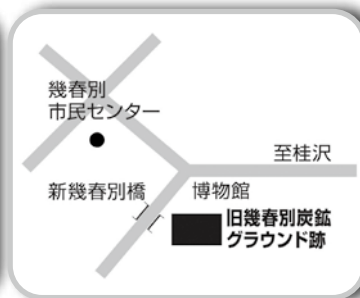 幾春別
市民センター
至桂沢
新幾春別橋
博物館
旧幾春別炭鉱
グラウンド跡